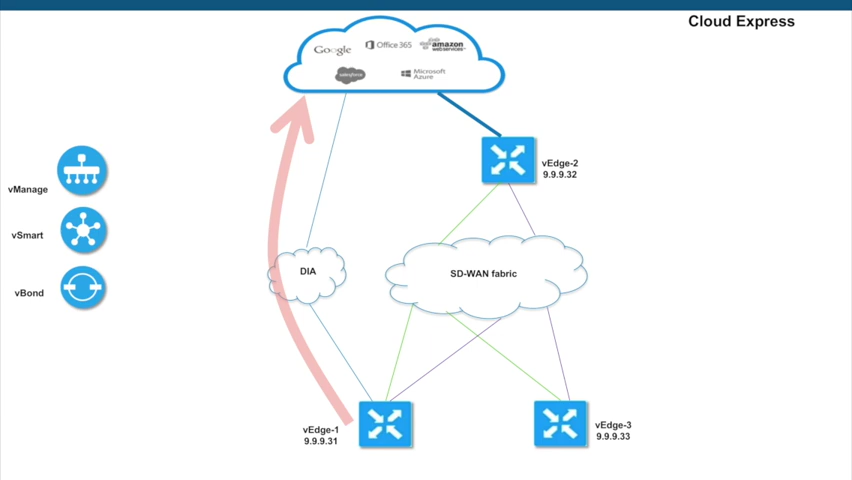 Cloud Express
Google
Office 365
amazon
web services
salesforce
Microsoft
Azure
vEdge-2
9.9.9.32
vManage
vSmart
vBond
DIA
SD-WAN fabric
vEdge-1
9.9.9.31
vEdge-3
9.9.9.33